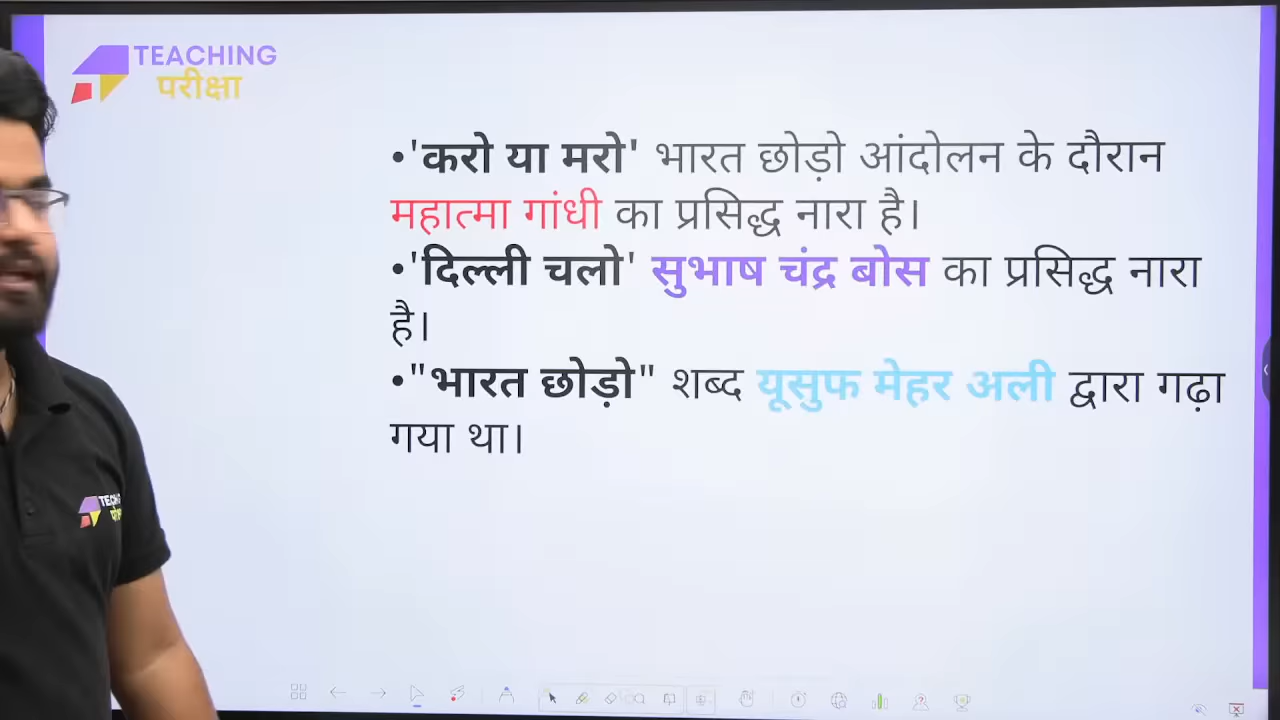 TEACHING
परीक्षा
•'करो या मरो' भारत छोड़ो आंदोलन के दौरान
महात्मा गांधी का प्रसिद्ध नारा है।
•'दिल्ली चलो' सुभाष चंद्र बोस का प्रसिद्ध नारा
है।
•"भारत छोड़ो" शब्द यूसुफ मेहर अली द्वारा गढ़ा
गया था।